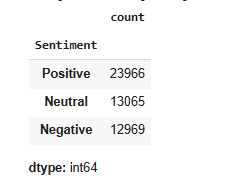 count
Sentiment
Positive 23966
Neutral 13065
Negative 12969
dtype: int64